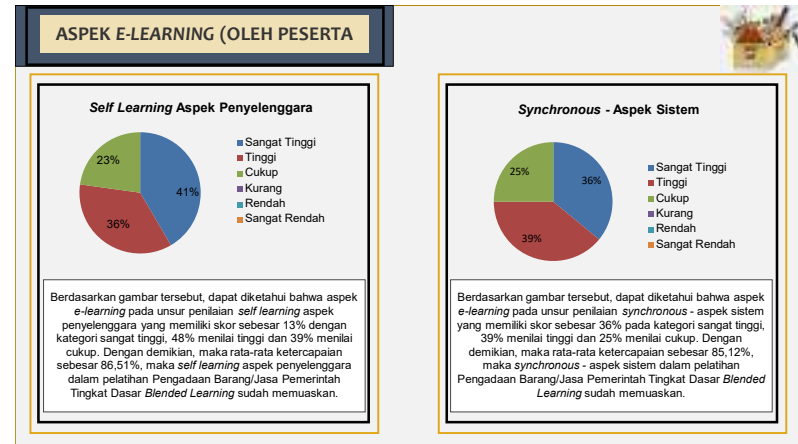 ASPEK E-LEARNING (OLEH PESERTA
Self Learning Aspek Penyelenggara
23%
41%
36%
Sangat Tinggi
Tinggi
Cukup
Kurang
Rendah
Sangat Rendah
Berdasarkan gambar tersebut, dapat diketahui bahwa aspek
e-learning pada unsur penilaian self learning aspek
penyelenggara yang memiliki skor sebesar 13% dengan
kategori sangat tinggi, 48% menilai tinggi dan 39% menilai
cukup. Dengan demikian, maka rata-rata ketercapaian
sebesar 86,51%, maka self learning aspek penyelenggara
dalam pelatihan Pengadaan Barang/Jasa Pemerintah
Tingkat Dasar Blended Learning sudah memuaskan.
Synchronous - Aspek Sistem
25%
36%
39%
Sangat Tinggi
Tinggi
Cukup
Kurang
Rendah
Sangat Rendah
Berdasarkan gambar tersebut, dapat diketahui bahwa aspek
e-learning pada unsur penilaian synchronous - aspek sistem
yang memiliki skor sebesar 36% pada kategori sangat tinggi,
39% menilai tinggi dan 25% menilai cukup. Dengan
demikian, maka rata-rata ketercapaian sebesar 85,12%,
maka synchronous - aspek sistem dalam pelatihan
Pengadaan Barang/Jasa Pemerintah Tingkat Dasar Blended
Learning sudah memuaskan.